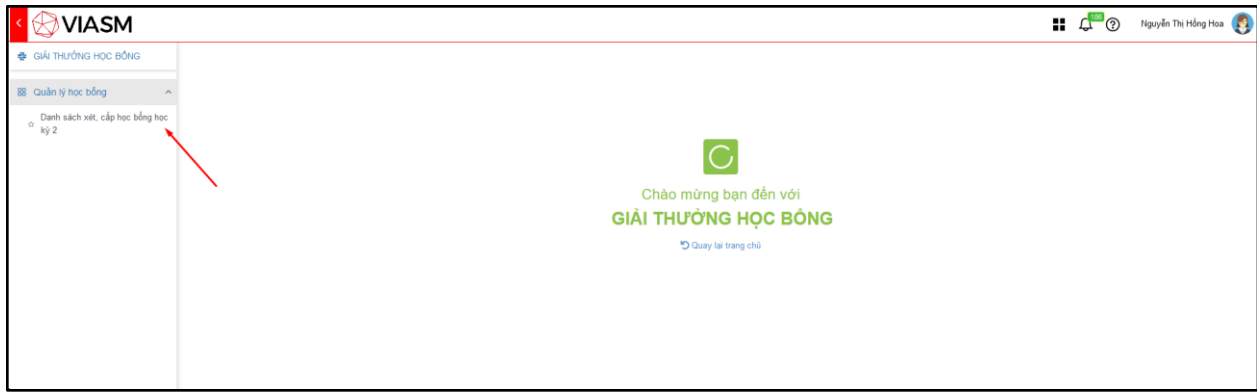 VIASM
186
Nguyễn Thị Hồng Hoa
GIẢI THƯỞNG HỌC BỔNG
Quản lý học bổng
Danh sách xét, cấp học bổng học
kỳ 2
Chào mừng bạn đến với
GIẢI THƯỞNG HỌC BỔNG
Quay lại trang chủ